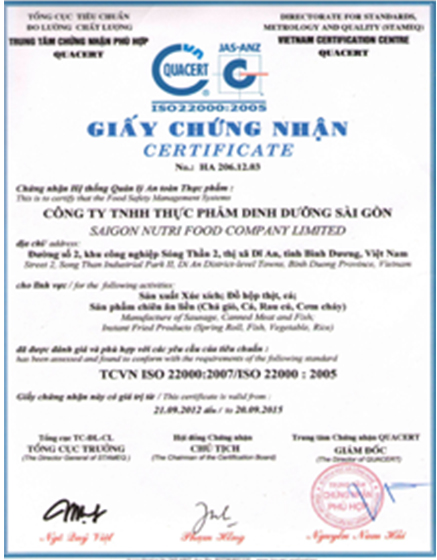 TỔNG CỤC TIÊU CHUẨN
ĐO LƯỜNG CHẤT LƯỢNG
TRUNG TÂM CHỨNG NHẬN PHÙ HỢP
QUACERT
DIRECTORATE FOR STANDARDS,
METROLOGY AND QUALITY (STAMEQ)
VIETNAM CERTIFICATION CENTRE
QUACERT
vn
QUACERT
JAS-ANZ
ISO22000:2005
GIẤY CHỨNG NHẬN
CERTIFICATE
No.: HA 206.12.03
Chứng nhận Hệ thống Quản lý An toàn Thực phẩm :
This is to certify that the Food Safety Management Systems
CÔNG TY TNHH THỰC PHẨM DINH DƯỠNG SÀI GÒN
SAIGON NUTRI FOOD COMPANY LIMITED
địa chỉ/ address:
Đường số 2, khu công nghiệp Sóng Thần 2, thị xã Dĩ An, tỉnh Bình Dương, Việt Nam
Street 2, Song Than Industrial Park II, Di An District-level Towns, Binh Duong Province, Vietnam
cho lĩnh vực / for the following activities:
Sản xuất Xúc xích; Đồ hộp thịt, cá;
Sản phẩm chiên ăn liền (Chả giò, Cá, Rau củ, Cơm cháy)
Manufacture of Sausage, Canned Meat and Fish;
Instant Fried Products (Spring Roll, Fish, Vegetable, Rice)
đã được đánh giá và phù hợp với các yêu cầu của tiêu chuẩn :
has been assessed and found to conform with the requirements of the following standard
TCVN ISO 22000:2007/ISO 22000 : 2005
Giấy chứng nhận này có giá trị từ / This certificate is valid from :
21.09.2012 đến / to 20.09.2015
Tổng cục TC-ĐL-CL
TỔNG CỤC TRƯỞNG
(The Director General of STAMEQ )
Hội đồng Chứng nhận
CHỦ TỊCH
(The Chairman of the Certification Board)
Trung tâm Chứng nhận QUACERT
GIÁM ĐỐC
(The Director of QUACERT)
TRUNG TÂM
CHỨNG NHẬN
PHÙ HỢP
Ngô Quý Việt
Phạm Hồng
Nguyễn Nam Hải